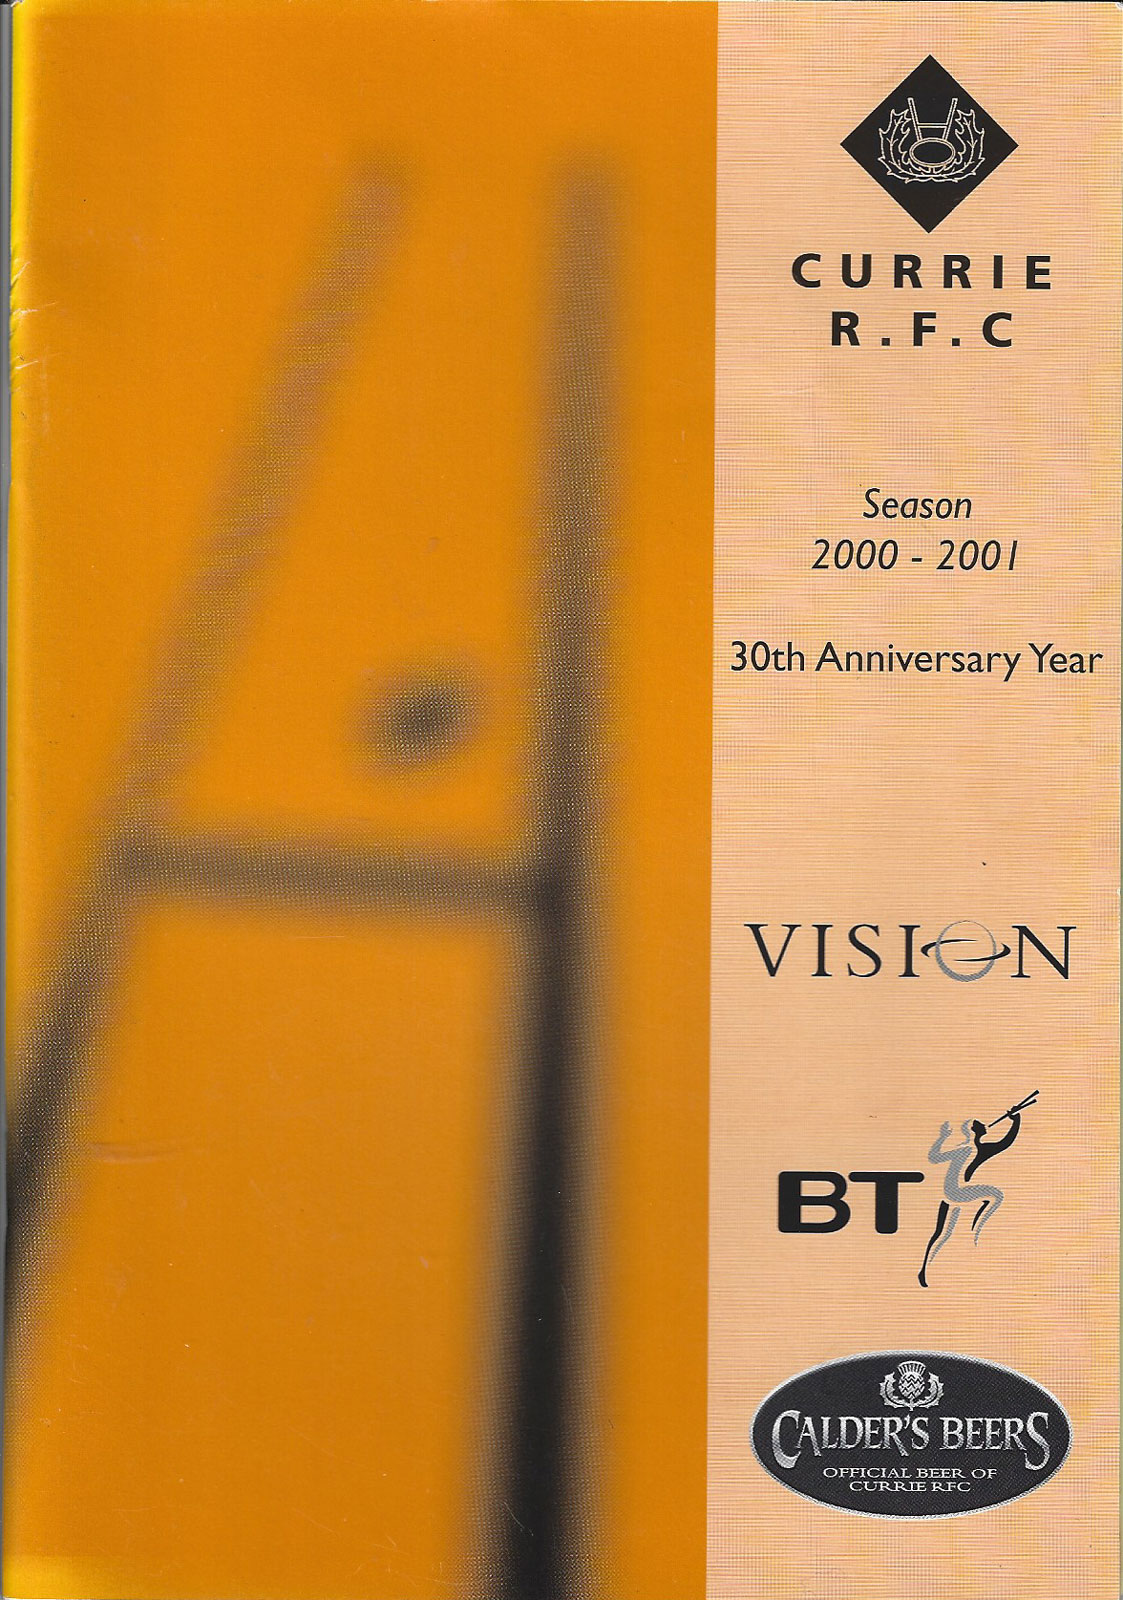 CURRIE
R.F.C
Season
2000 - 2001
30th Anniversary Year
VISION
BT
CALDER'S BEERS
OFFICIAL BEER OF
CURRIE RFC